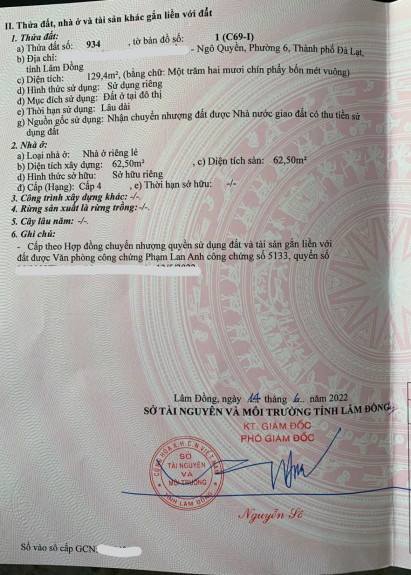 II. Thửa đất, nhà ở và tài sản khác gắn liền với đất
1. Thửa đất:
a) Thửa đất số: 934 , tờ bản đồ số: 1 (C69-I)
b) Địa chỉ: - Ngô Quyền, Phường 6, Thành phố Đà Lạt,
tỉnh Lâm Đồng
c) Diện tích: 129,4m², (bằng chữ: Một trăm hai mươi chín phẩy bốn mét vuông)
d) Hình thức sử dụng: Sử dụng riêng
đ) Mục đích sử dụng: Đất ở tại đô thị
e) Thời hạn sử dụng: Lâu dài
g) Nguồn gốc sử dụng: Nhận chuyển nhượng đất được Nhà nước giao đất có thu tiền sử
dụng đất
2. Nhà ở:
a) Loại nhà ở: Nhà ở riêng lẻ
b) Diện tích xây dựng: 62,50m² , c) Diện tích sàn: 62,50m²
d) Hình thức sở hữu: Sở hữu riêng
đ) Cấp (Hạng): Cấp 4 , e) Thời hạn sở hữu: -/-
3. Công trình xây dựng khác: -/-
4. Rừng sản xuất là rừng trồng: -/-
5. Cây lâu năm: -/-
6. Ghi chú:
- Cấp theo Hợp đồng chuyển nhượng quyền sử dụng đất và tài sản gắn liền với
đất được Văn phòng công chứng Phạm Lan Anh công chứng số 5133, quyển số
Lâm Đồng, ngày 14 tháng 6 năm 2022
SỞ TÀI NGUYÊN VÀ MÔI TRƯỜNG TỈNH LÂM ĐỒNG
KT. GIÁM ĐỐC
PHÓ GIÁM ĐỐC
CỘNG HÒA X.H.C.N VIỆT NAM
SỞ
TÀI NGUYÊN
VÀ
MÔI TRƯỜNG
TỈNH LÂM ĐỒNG
Nguyễn Sê
Số vào sổ cấp GCN: